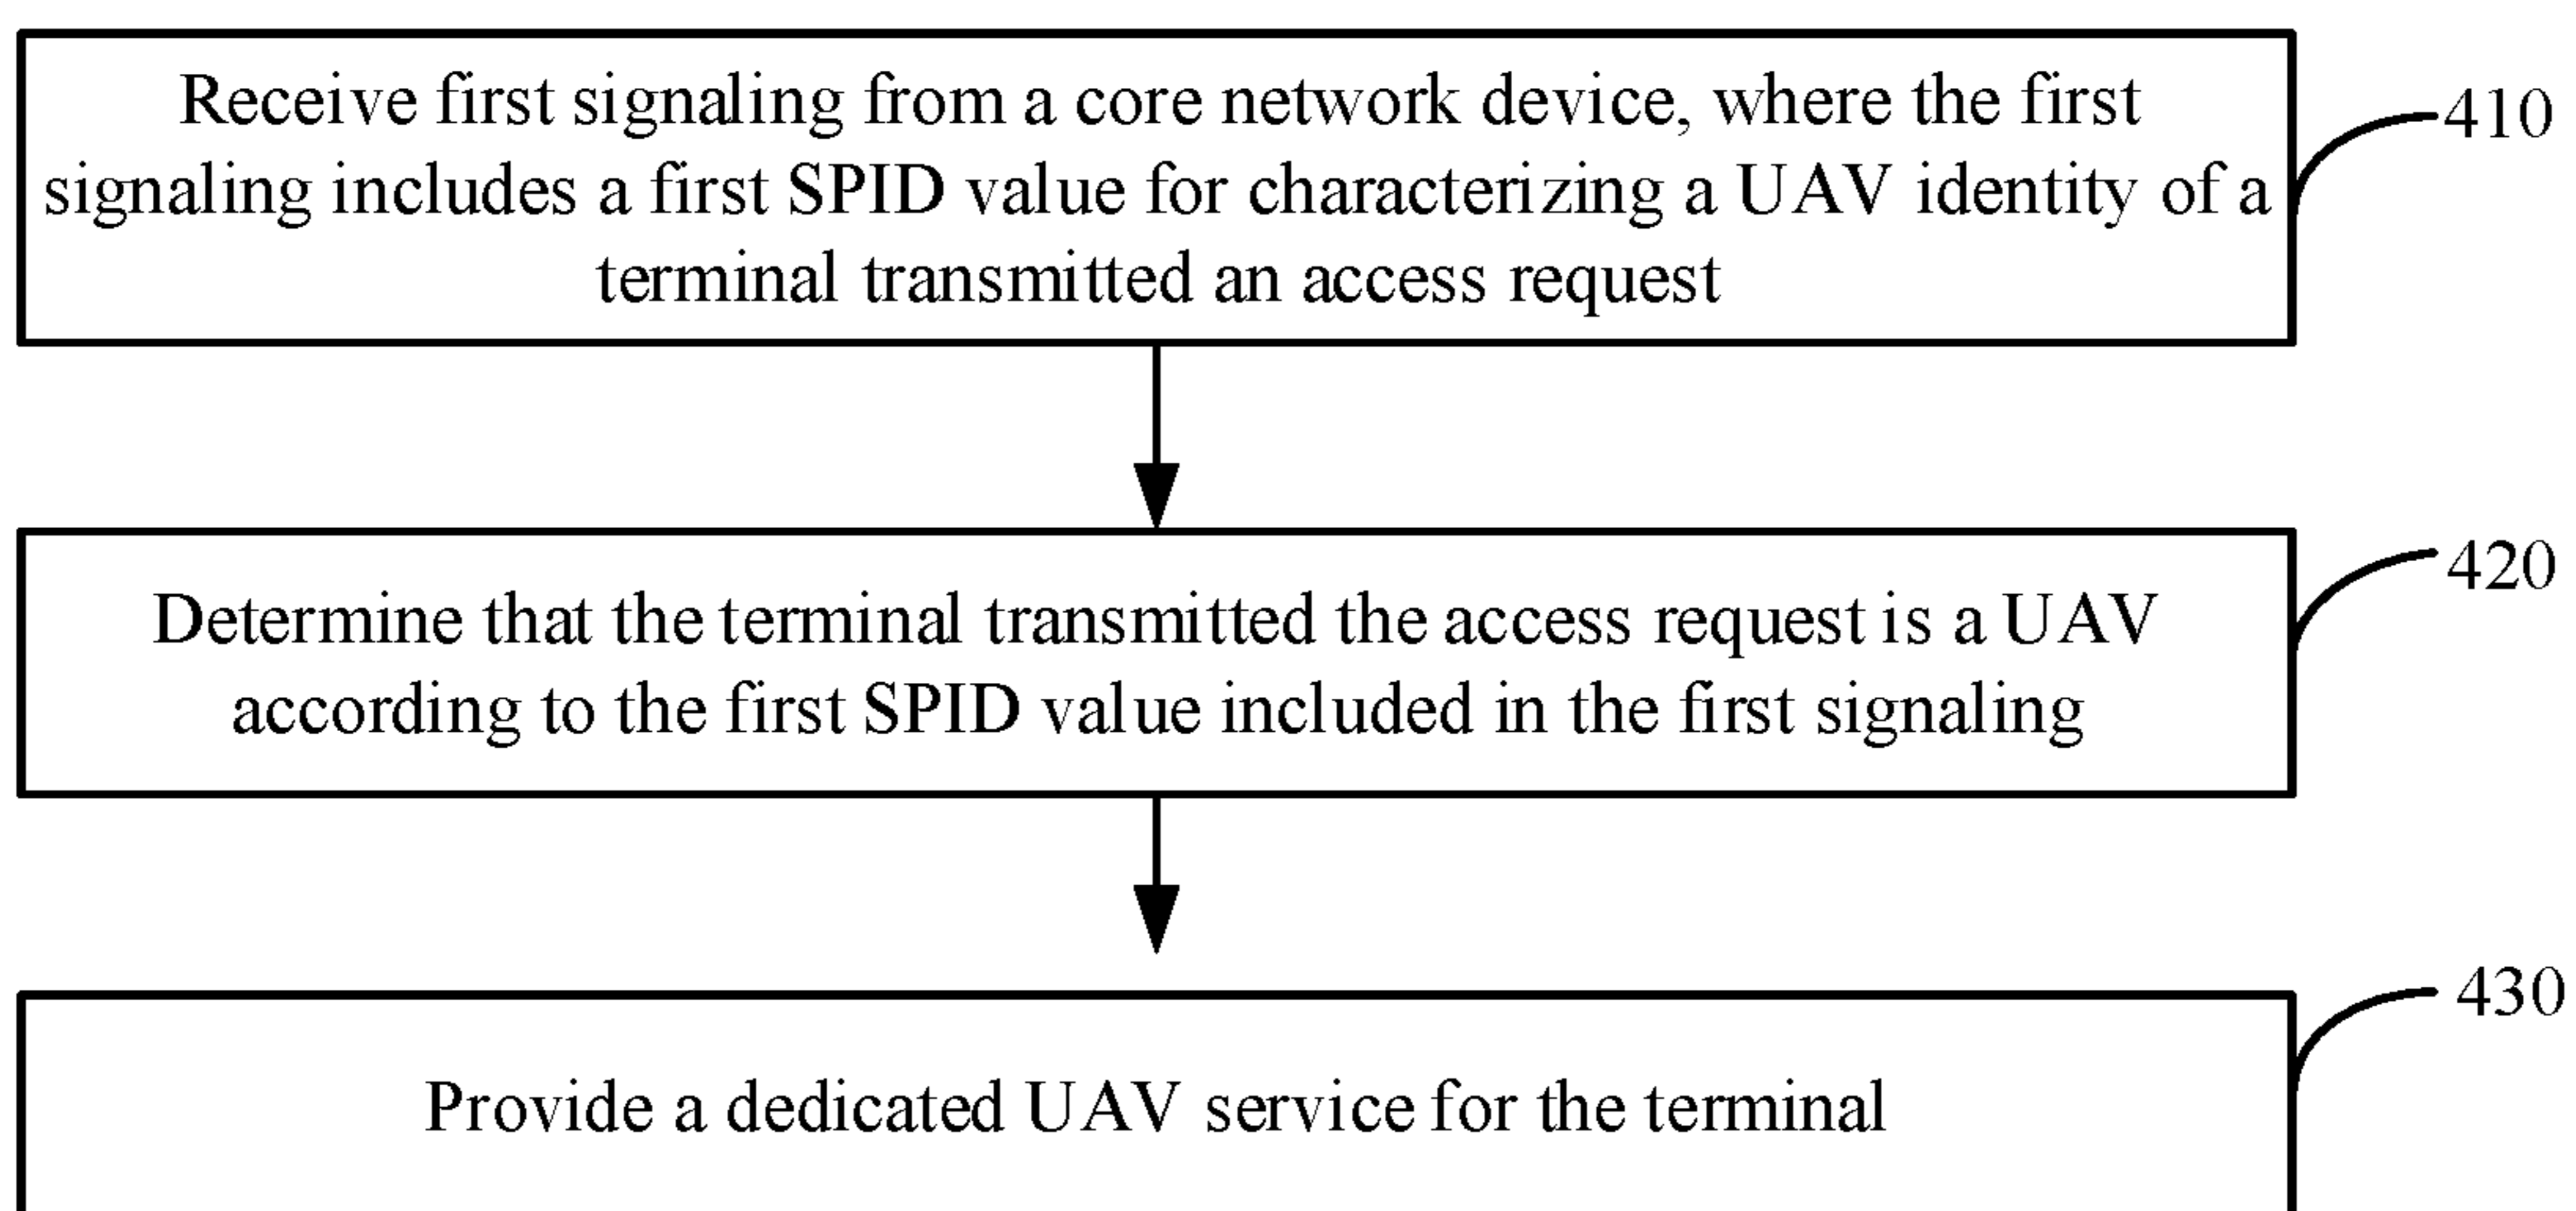 Receive first signaling from a core network device, where the first
signaling includes a first SPID value for characterizing a UAV identity of a
terminal transmitted an access request
410
Determine that the terminal transmitted the access request is a UAV
according to the first SPID value included in the first signaling
420
Provide a dedicated UAV service for the terminal
430